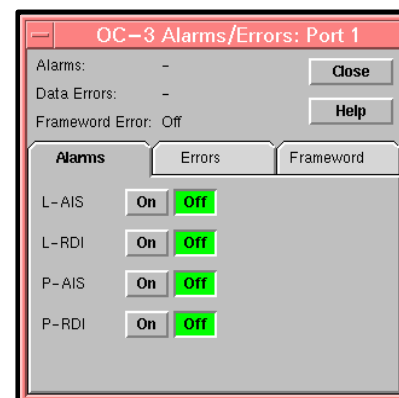 OC-3 Alarms/Errors: Port 1
Alarms: -
Close
Data Errors: -
Help
Frameword Error: Off
Alarms Errors Frameword
L-AIS On Off
L-RDI On Off
P-AIS On Off
P-RDI On Off